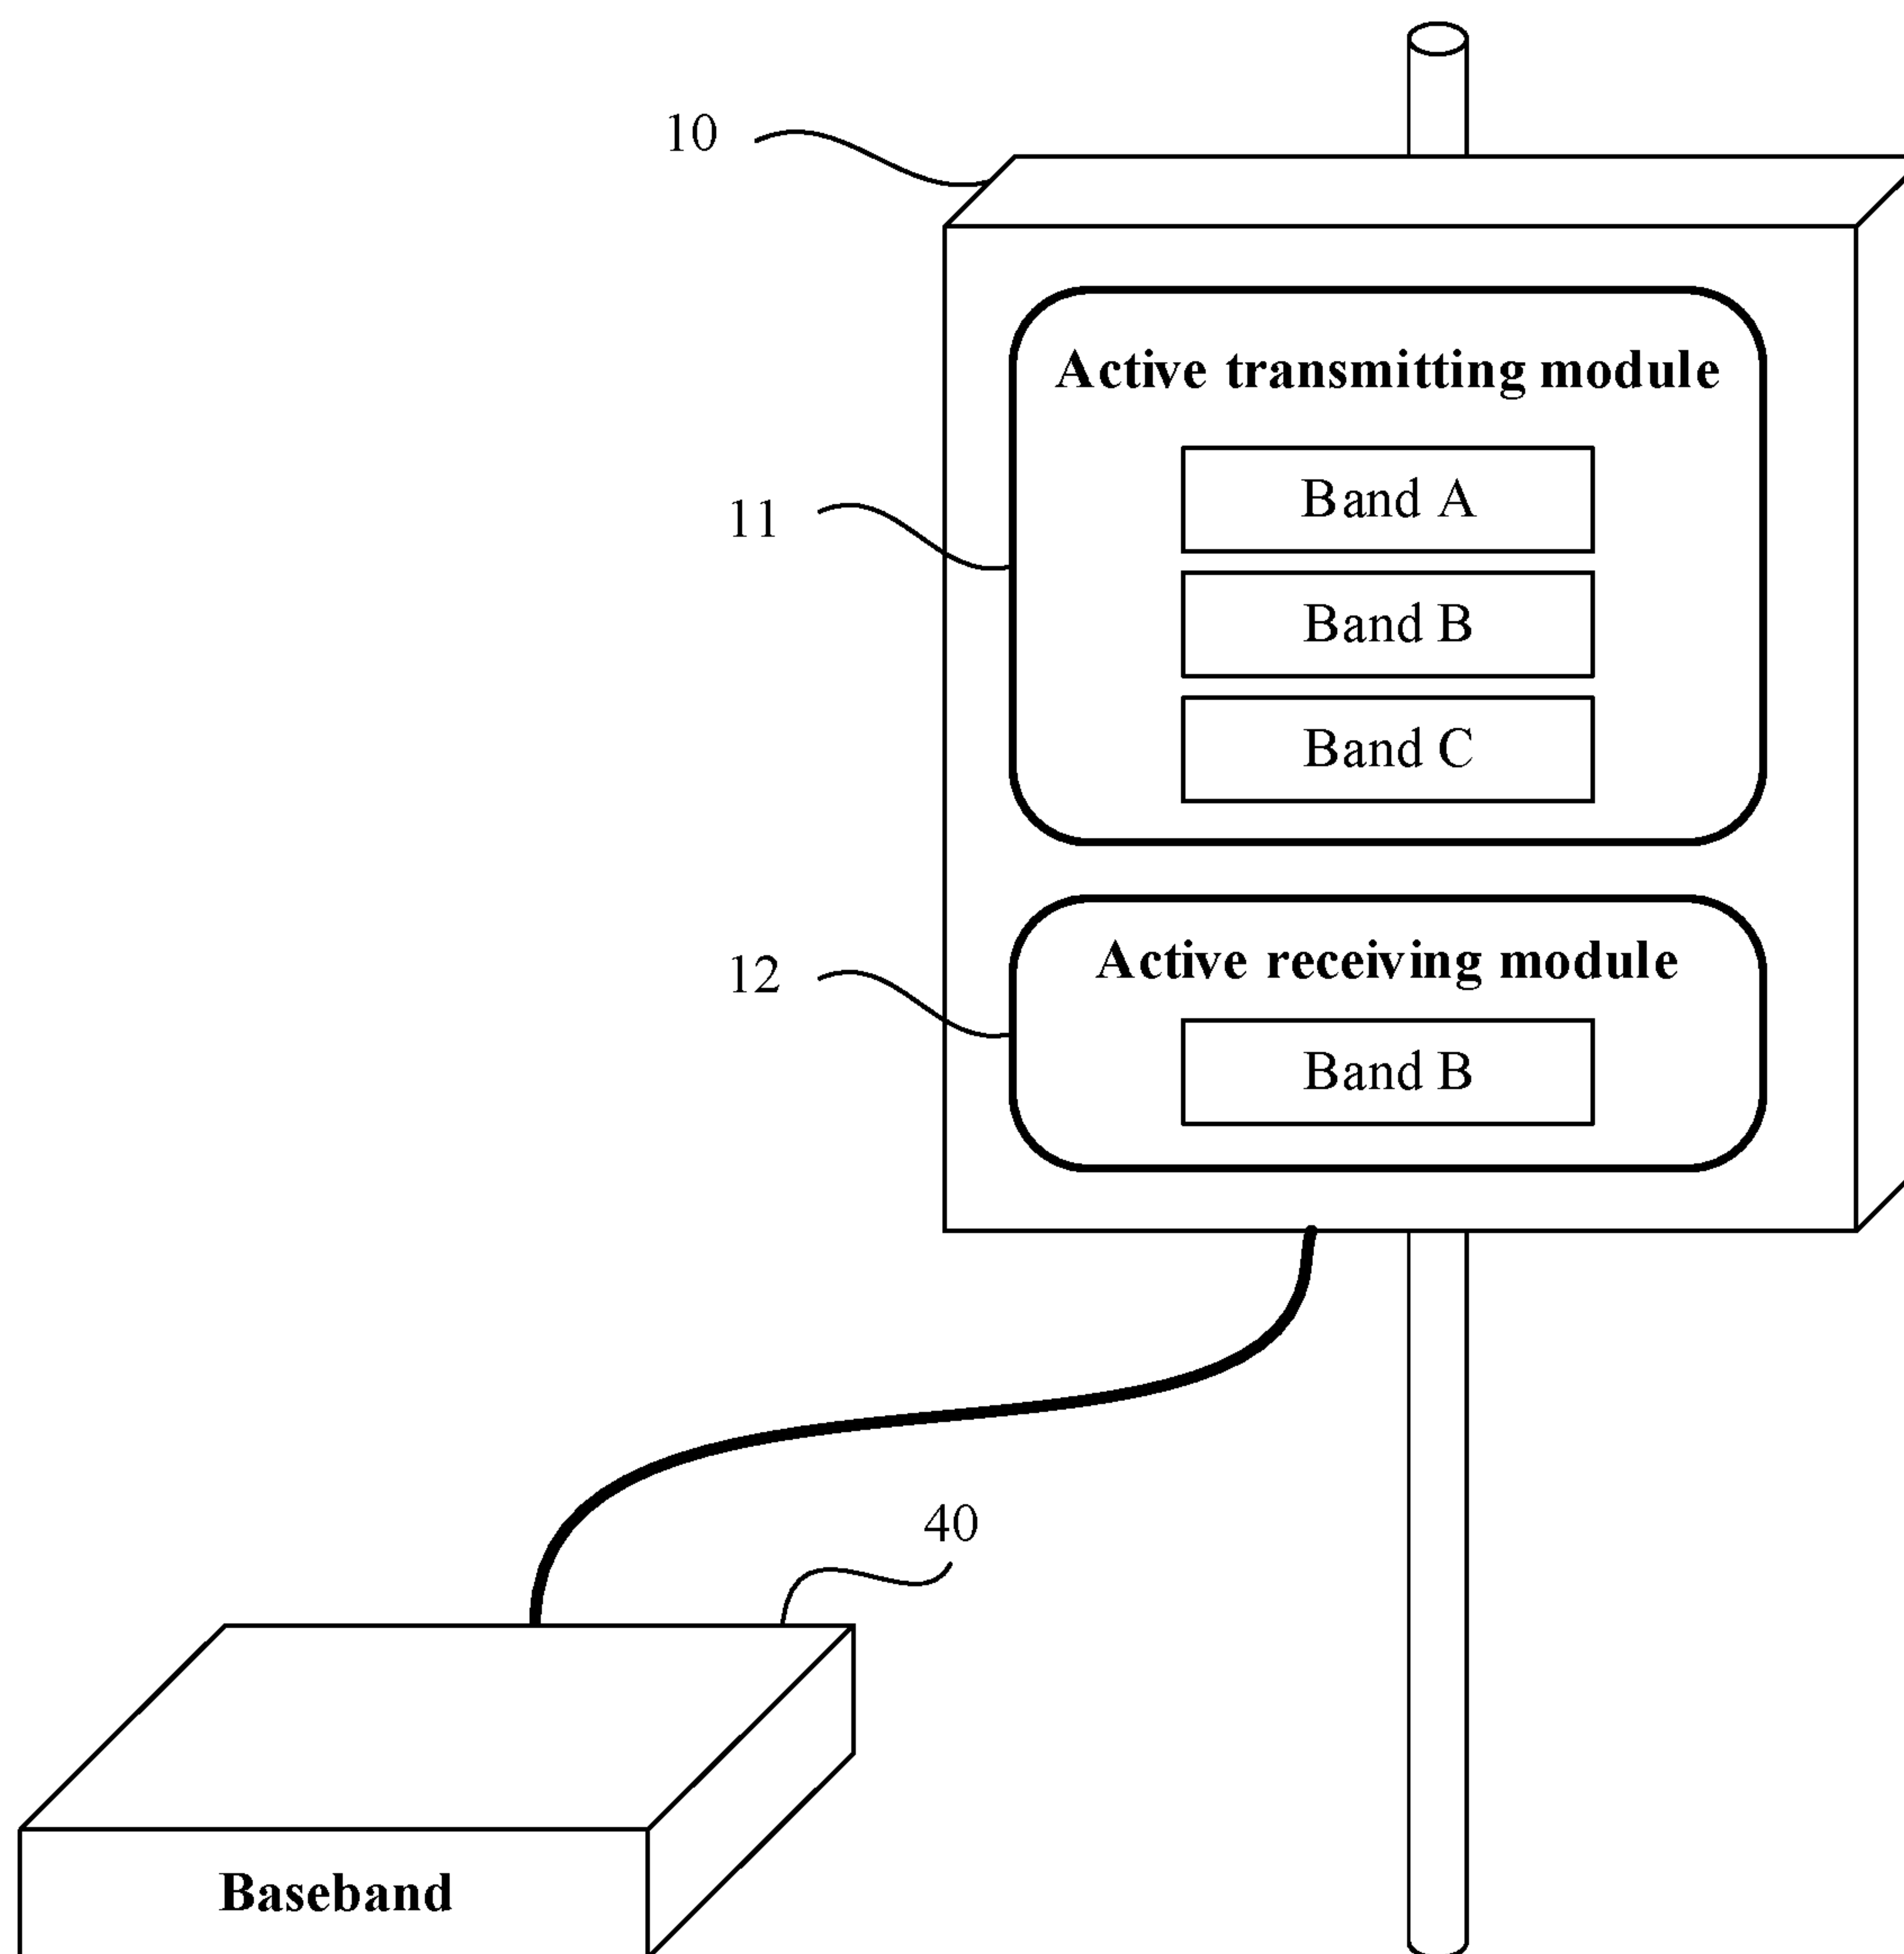 10
Active transmitting module
Band A
11
Band B
Band C
Active receiving module
12
Band B
40
Baseband